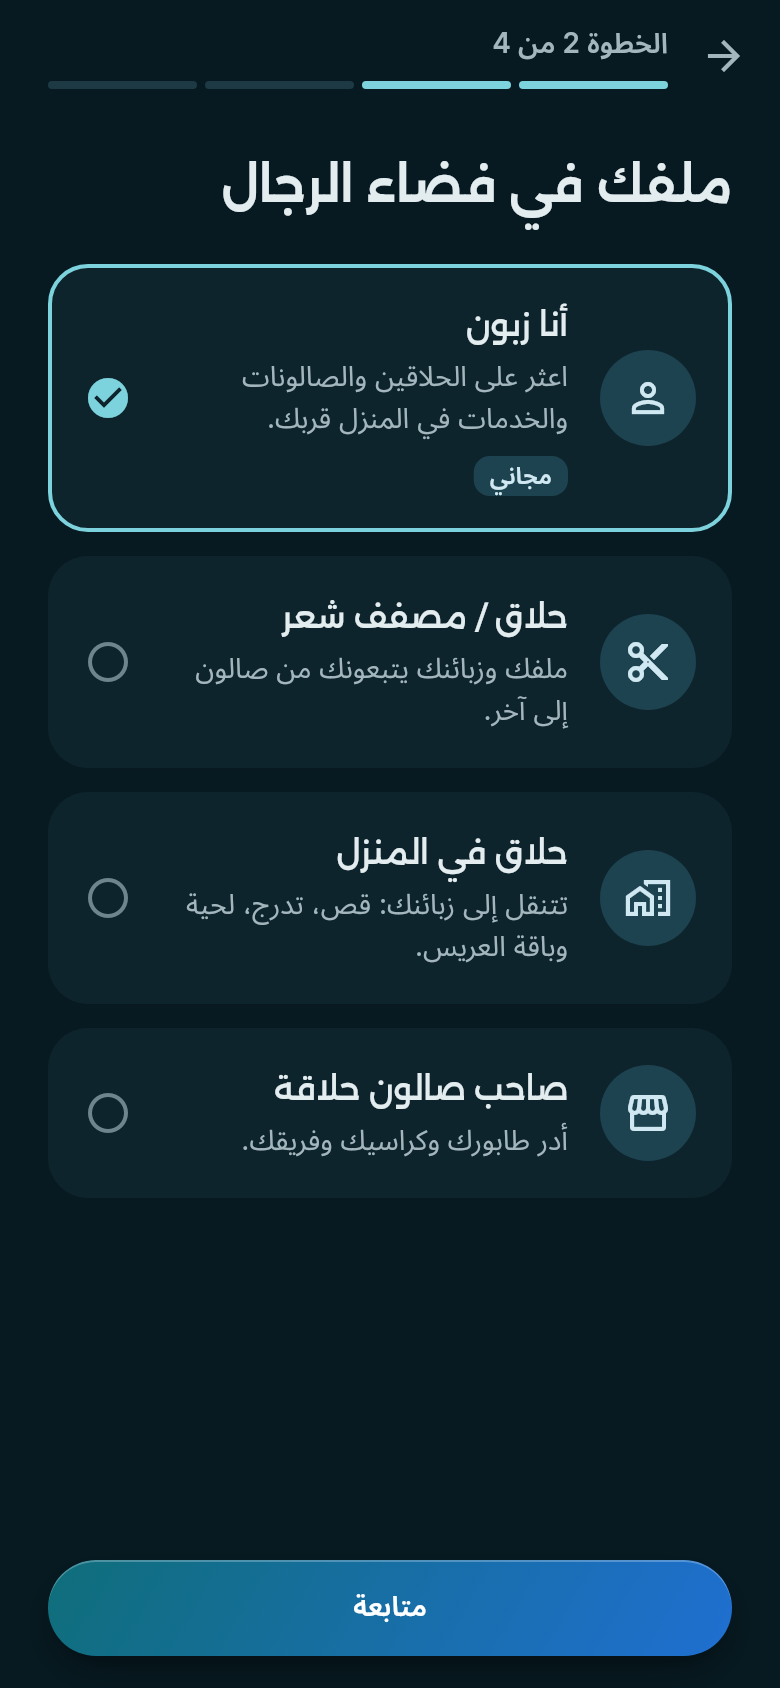 الخطوة 2 من 4
ملفك في فضاء الرجال
أنا زبون
اعثر على الحلاقين والصالونات
والخدمات في المنزل قربك.
مجاني
حلاق / مصفف شعر
ملفك وزبائنك يتبعونك من صالون
إلى آخر.
حلاق في المنزل
تتنقل إلى زبائنك: قص، تدرج، لحية
وباقة العريس.
صاحب صالون حلاقة
أدر طابورك وكراسيك وفريقك.
متابعة